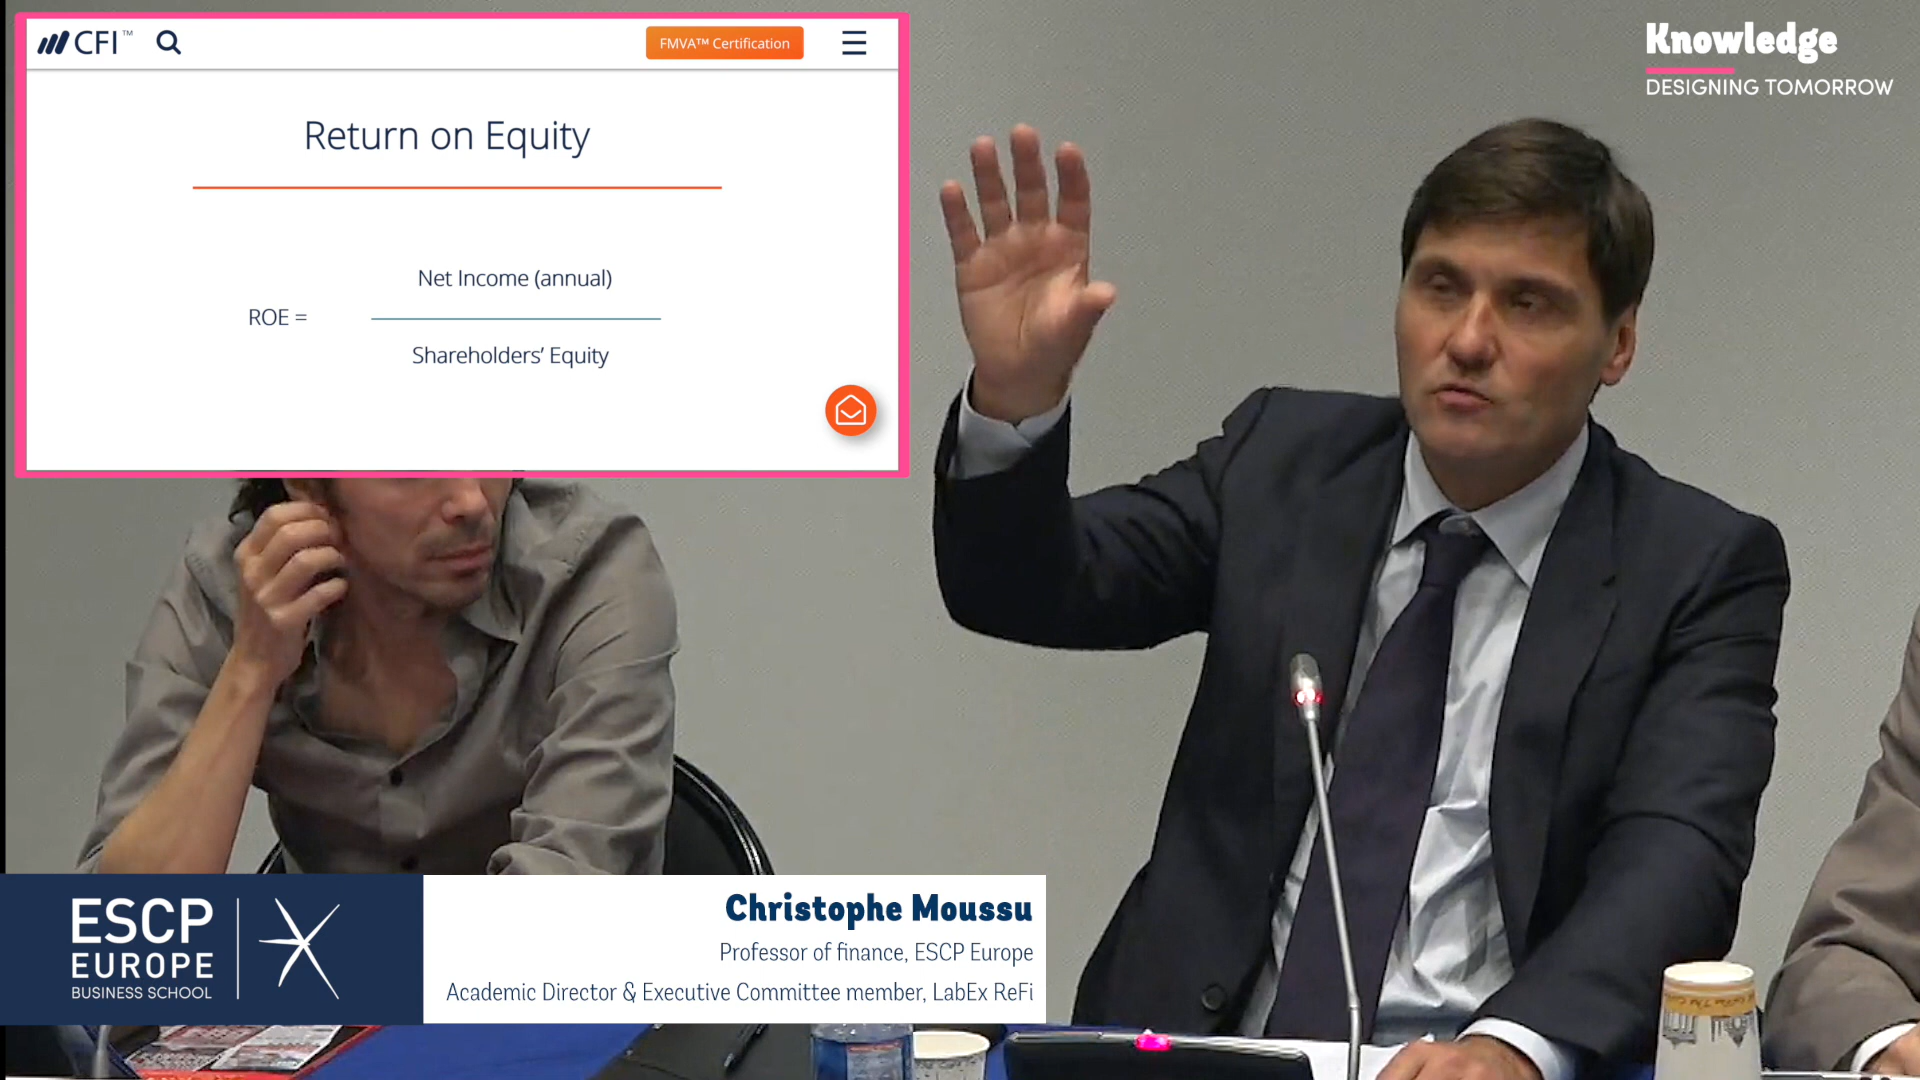 CFI™
FMVA™ Certification
Return on Equity
Net Income (annual)
ROE =
Shareholders' Equity
Knowledge
DESIGNING TOMORROW
ESCP
EUROPE
BUSINESS SCHOOL
Christophe Moussu
Professor of finance, ESCP Europe
Academic Director & Executive Committee member, LabEx ReFi